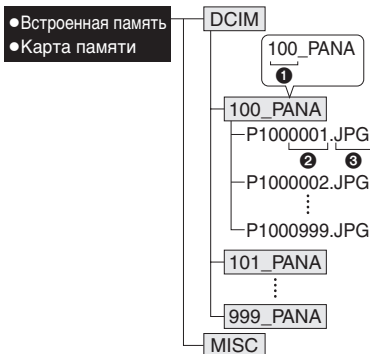 ●Встроенная память
●Карта памяти
DCIM
100_PANA
❶
100_PANA
P1000001.JPG
❷ ❸
P1000002.JPG
P1000999.JPG
101_PANA
999_PANA
MISC